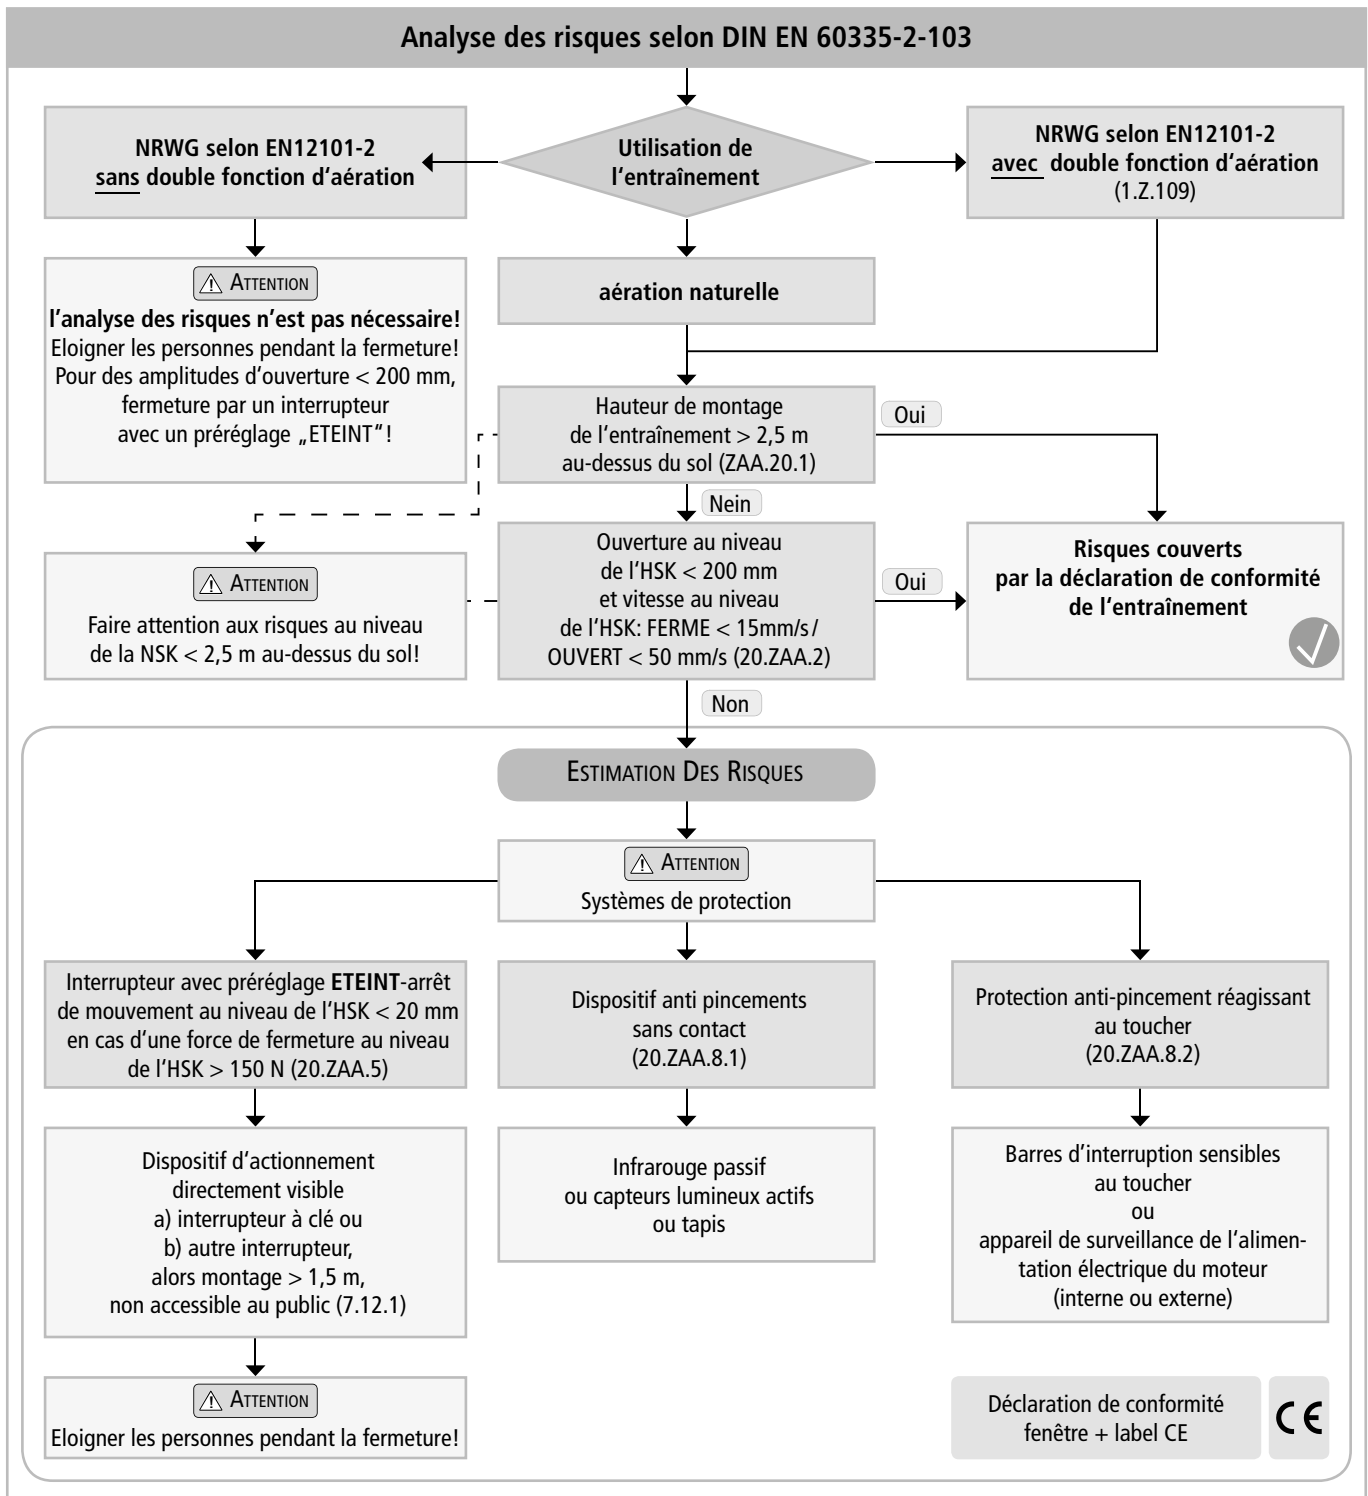 Analyse des risques selon DIN EN 60335-2-103
NRWG selon EN12101-2
sans double fonction d‘aération
Utilisation de
l‘entraînement
NRWG selon EN12101-2
avec double fonction d‘aération
(1.Z.109)
ATTENTION
l‘analyse des risques n‘est pas nécessaire!
Eloigner les personnes pendant la fermeture!
Pour des amplitudes d‘ouverture < 200 mm,
fermeture par un interrupteur
avec un préréglage „ETEINT“!
aération naturelle
Hauteur de montage
de l‘entraînement > 2,5 m
au-dessus du sol (ZAA.20.1)
Oui
Nein
ATTENTION
Faire attention aux risques au niveau
de la NSK < 2,5 m au-dessus du sol!
Ouverture au niveau
de l‘HSK < 200 mm
et vitesse au niveau
de l‘HSK: FERME < 15mm/s /
OUVERT < 50 mm/s (20.ZAA.2)
Oui
Risques couverts
par la déclaration de conformité
de l‘entraînement
Non
ESTIMATION DES RISQUES
ATTENTION
Systèmes de protection
Interrupteur avec préréglage ETEINT-arrêt
de mouvement au niveau de l‘HSK < 20 mm
en cas d‘une force de fermeture au niveau
de l‘HSK > 150 N (20.ZAA.5)
Dispositif anti pincements
sans contact
(20.ZAA.8.1)
Protection anti-pincement réagissant
au toucher
(20.ZAA.8.2)
Dispositif d‘actionnement
directement visible
a) interrupteur à clé ou
b) autre interrupteur,
alors montage > 1,5 m,
non accessible au public (7.12.1)
Infrarouge passif
ou capteurs lumineux actifs
ou tapis
Barres d‘interruption sensibles
au toucher
ou
appareil de surveillance de l‘alimen-
tation électrique du moteur
(interne ou externe)
ATTENTION
Eloigner les personnes pendant la fermeture!
Déclaration de conformité
fenêtre + label CE
CE